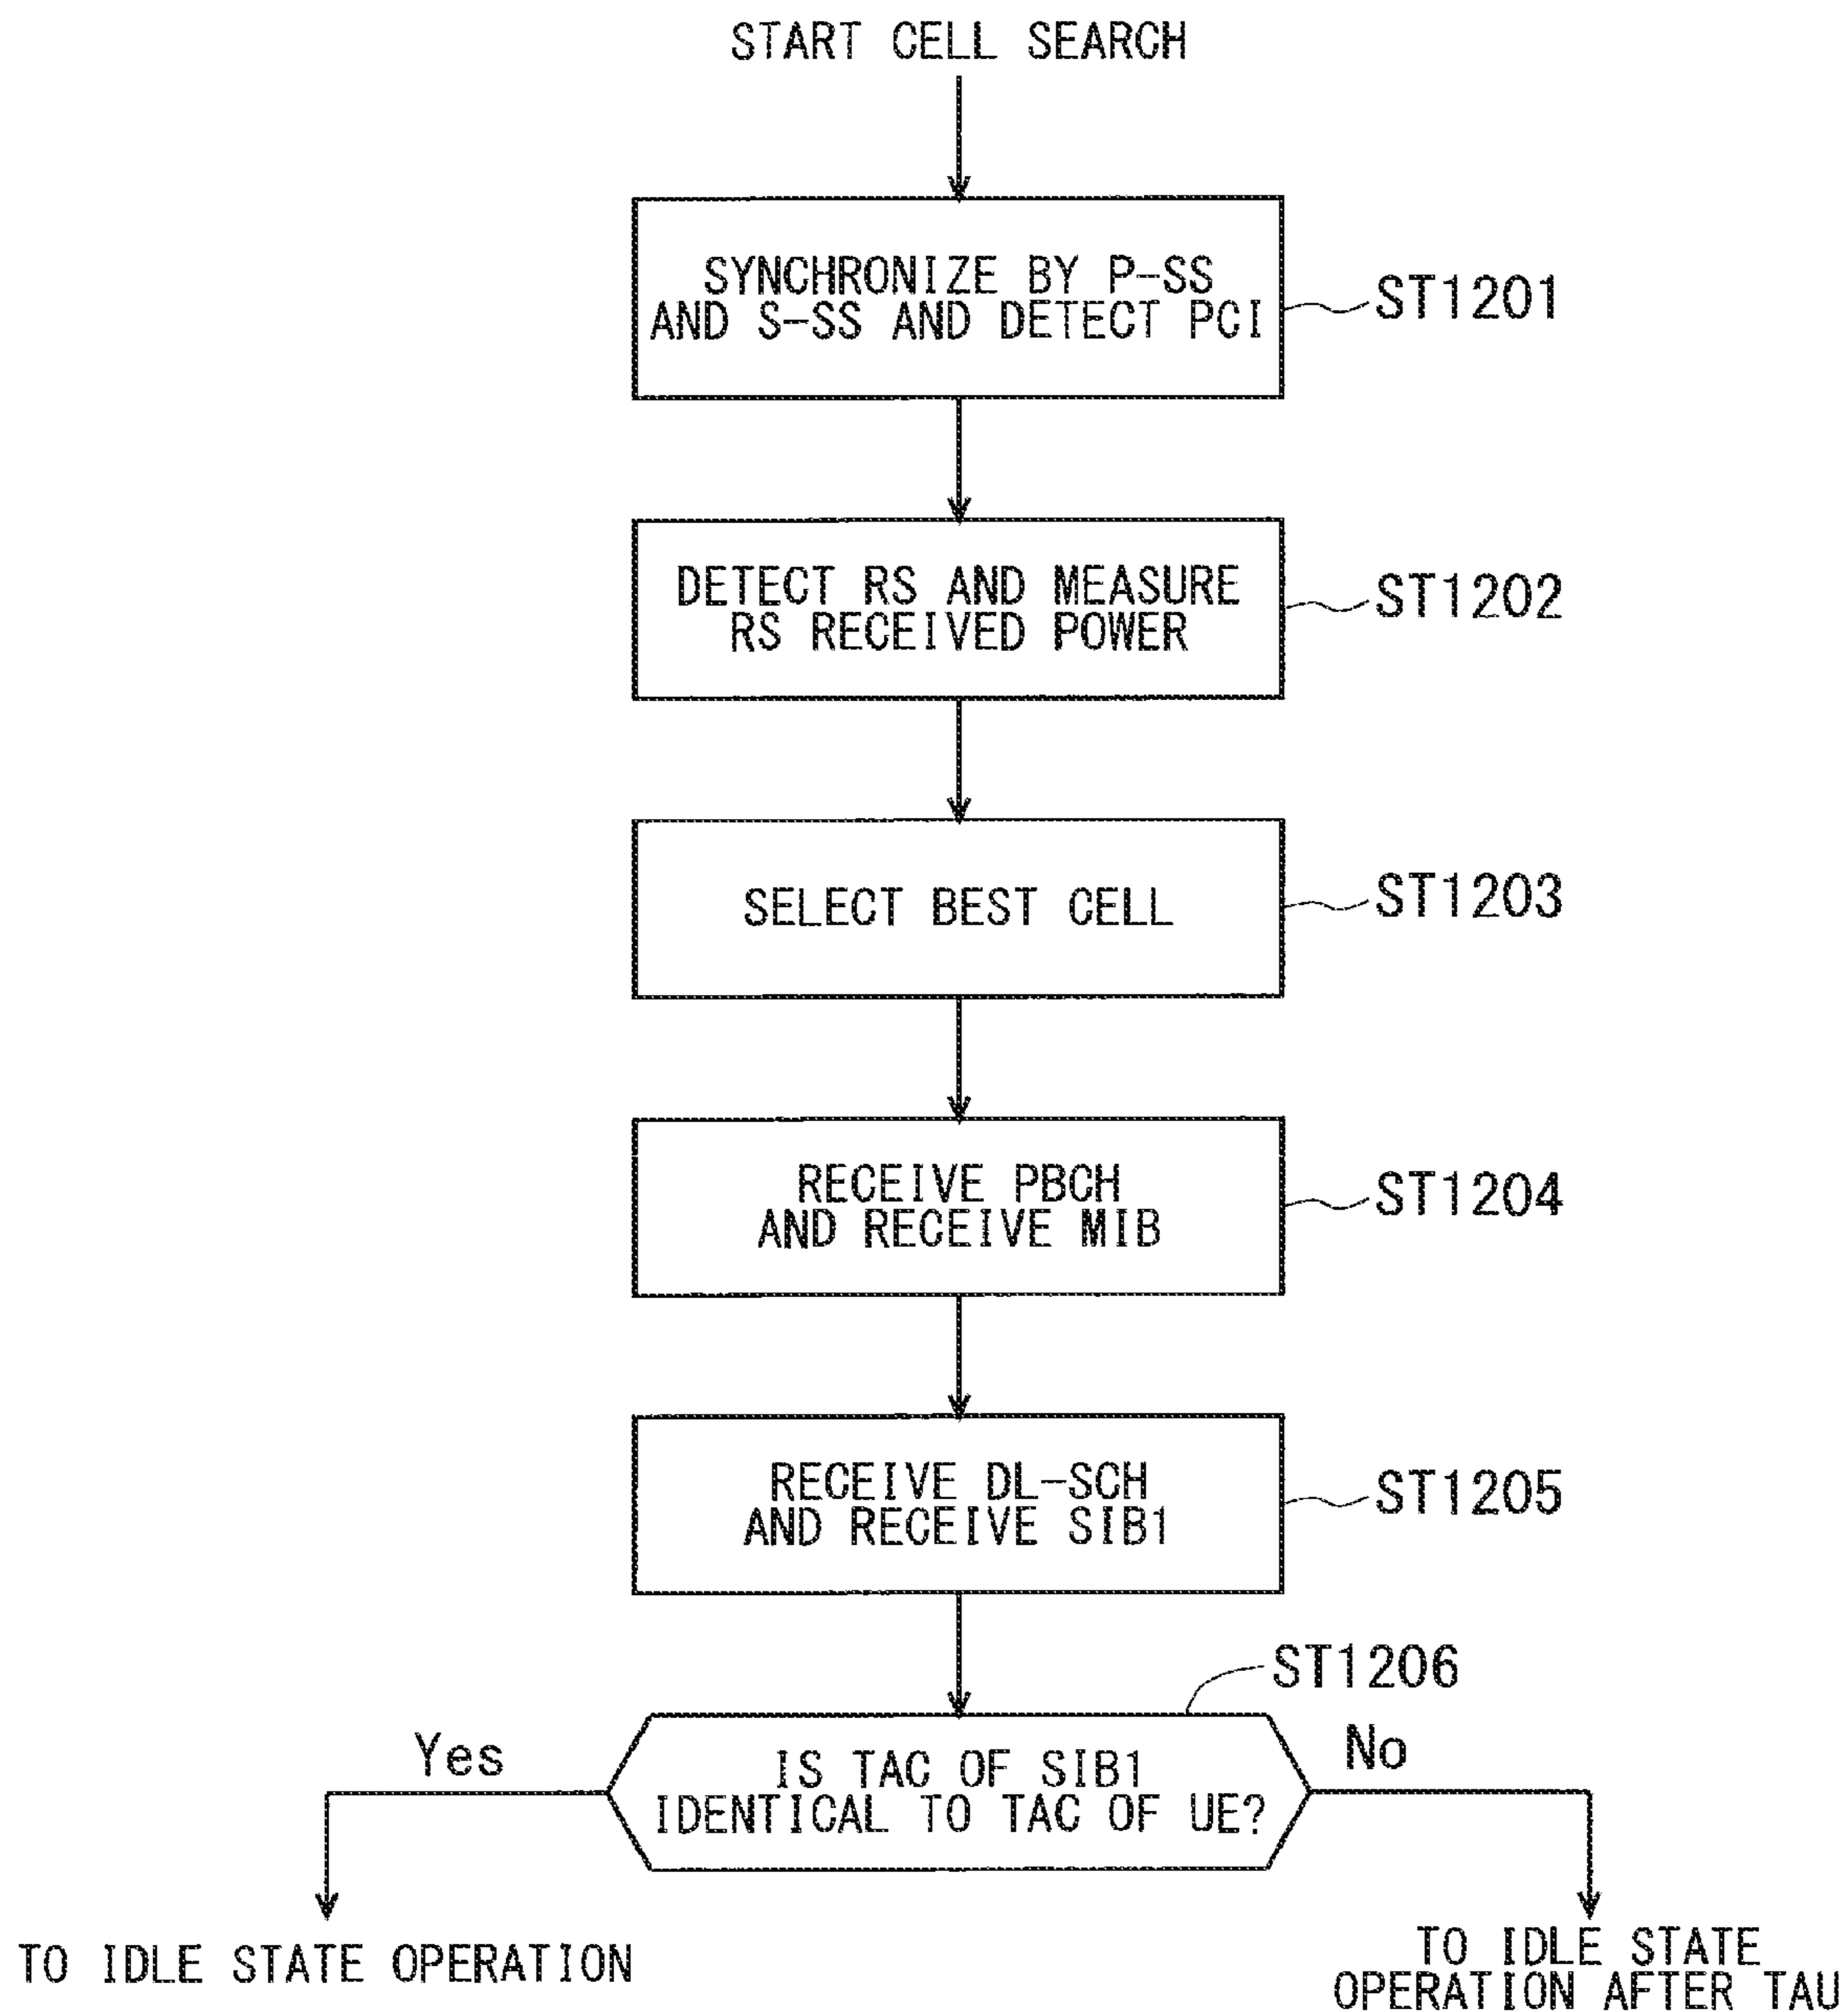 START CELL SEARCH
SYNCHRONIZE BY P-SS
AND S-SS AND DETECT PCI
ST1201
DETECT RS AND MEASURE
RS RECEIVED POWER
ST1202
SELECT BEST CELL
ST1203
RECEIVE PBCH
AND RECEIVE MIB
ST1204
RECEIVE DL-SCH
AND RECEIVE SIB1
ST1205
ST1206
Yes
IS TAC OF SIB1
IDENTICAL TO TAC OF UE?
No
TO IDLE STATE OPERATION
TO IDLE STATE
OPERATION AFTER TAU